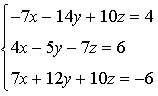 -7x - 14y + 10z = 4
4x - 5y - 7z = 6
7x + 12y + 10z = -6